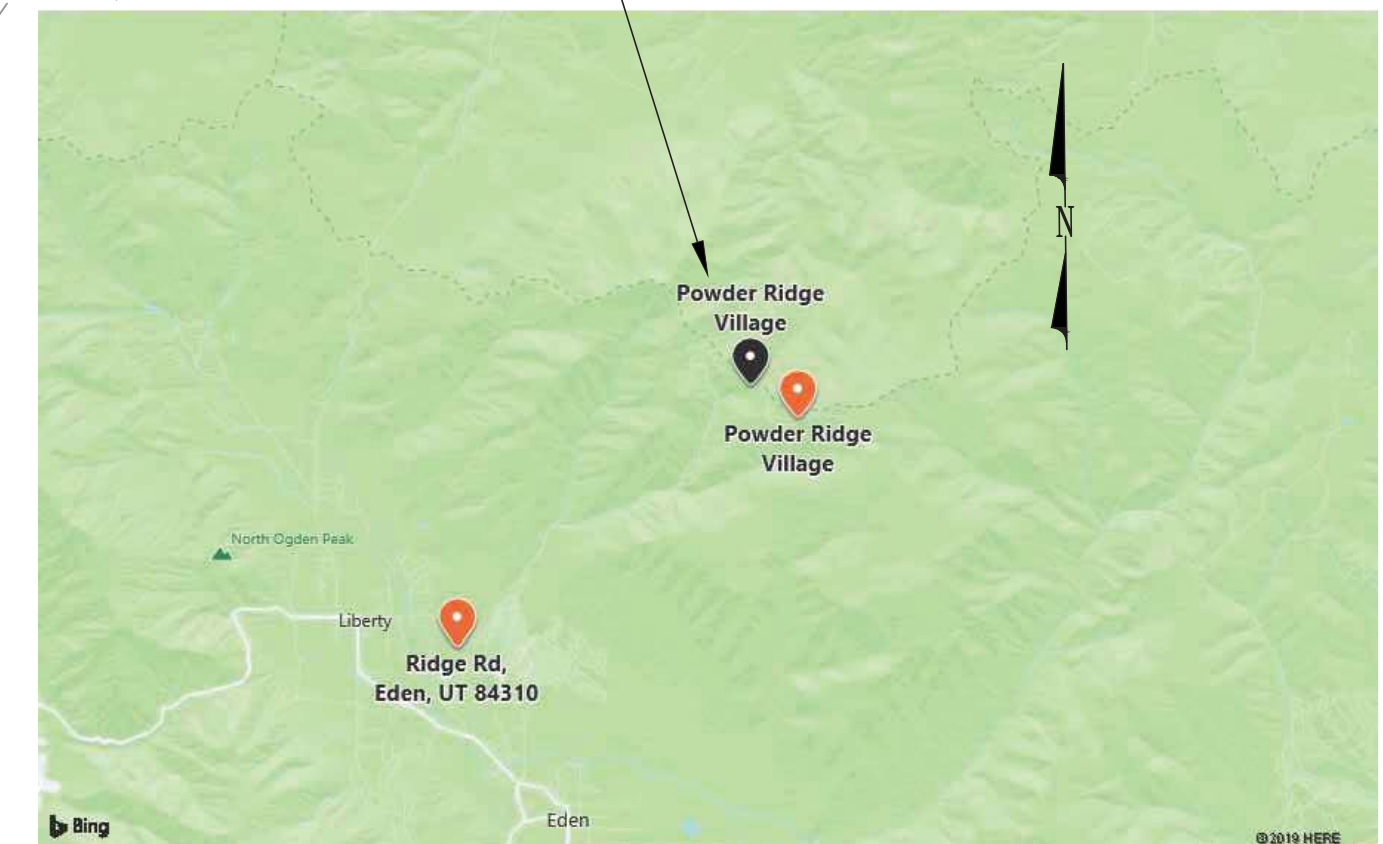 N
Powder Ridge
Village
Powder Ridge
Village
North Ogden Peak
Liberty
Ridge Rd,
Eden, UT 84310
Eden
Bing
©2019 HERE